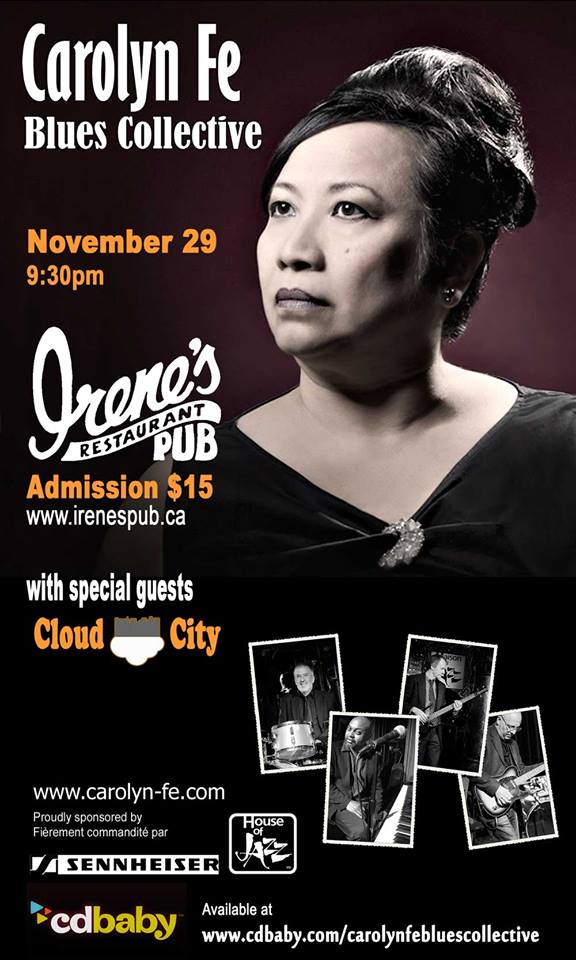 Carolyn Fe
Blues Collective
November 29
9:30pm
Irene's
RESTAURANT
PUB
Admission $15
www.irenespub.ca
with special guests
Cloud City
www.carolyn-fe.com
Proudly sponsored by
Fièrement commandité par
SENNHEISER
House
of
JAZZ
cdbaby
Available at
www.cdbaby.com/carolynfebluescollective